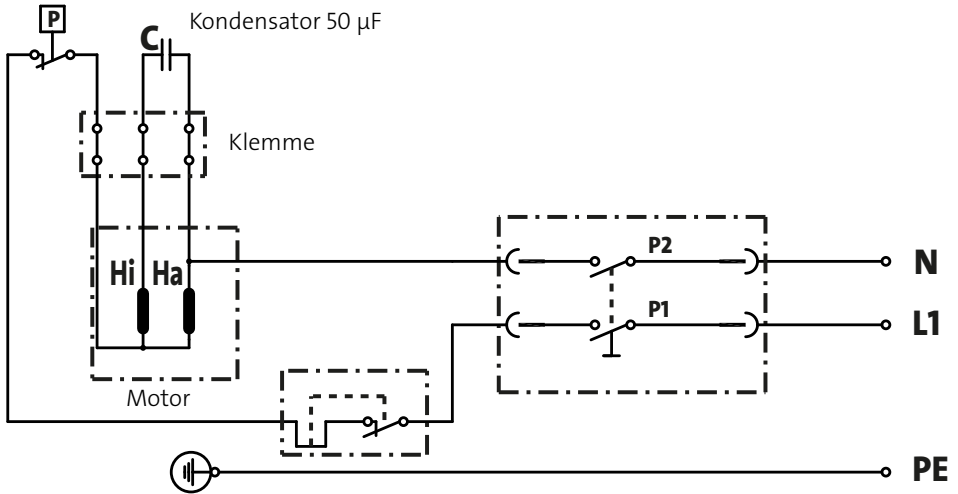 P
Kondensator 50 µF
C
Klemme
Hi
Ha
Motor
P2
P1
N
L1
PE